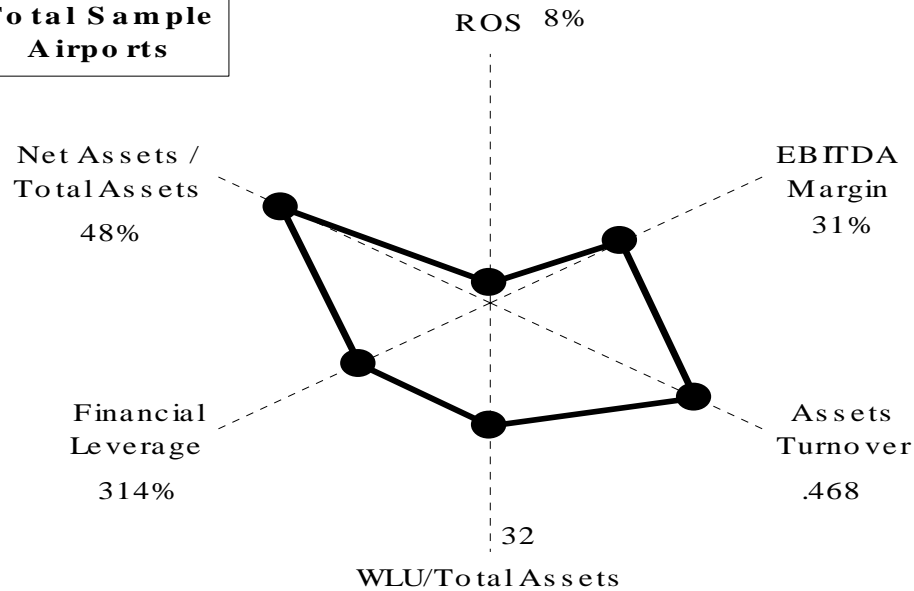 Total Sample
Airports
ROS 8%
Net Assets /
Total Assets
48%
EBITDA
Margin
31%
Financial
Leverage
314%
Assets
Turnover
.468
32
WLU/Total Assets